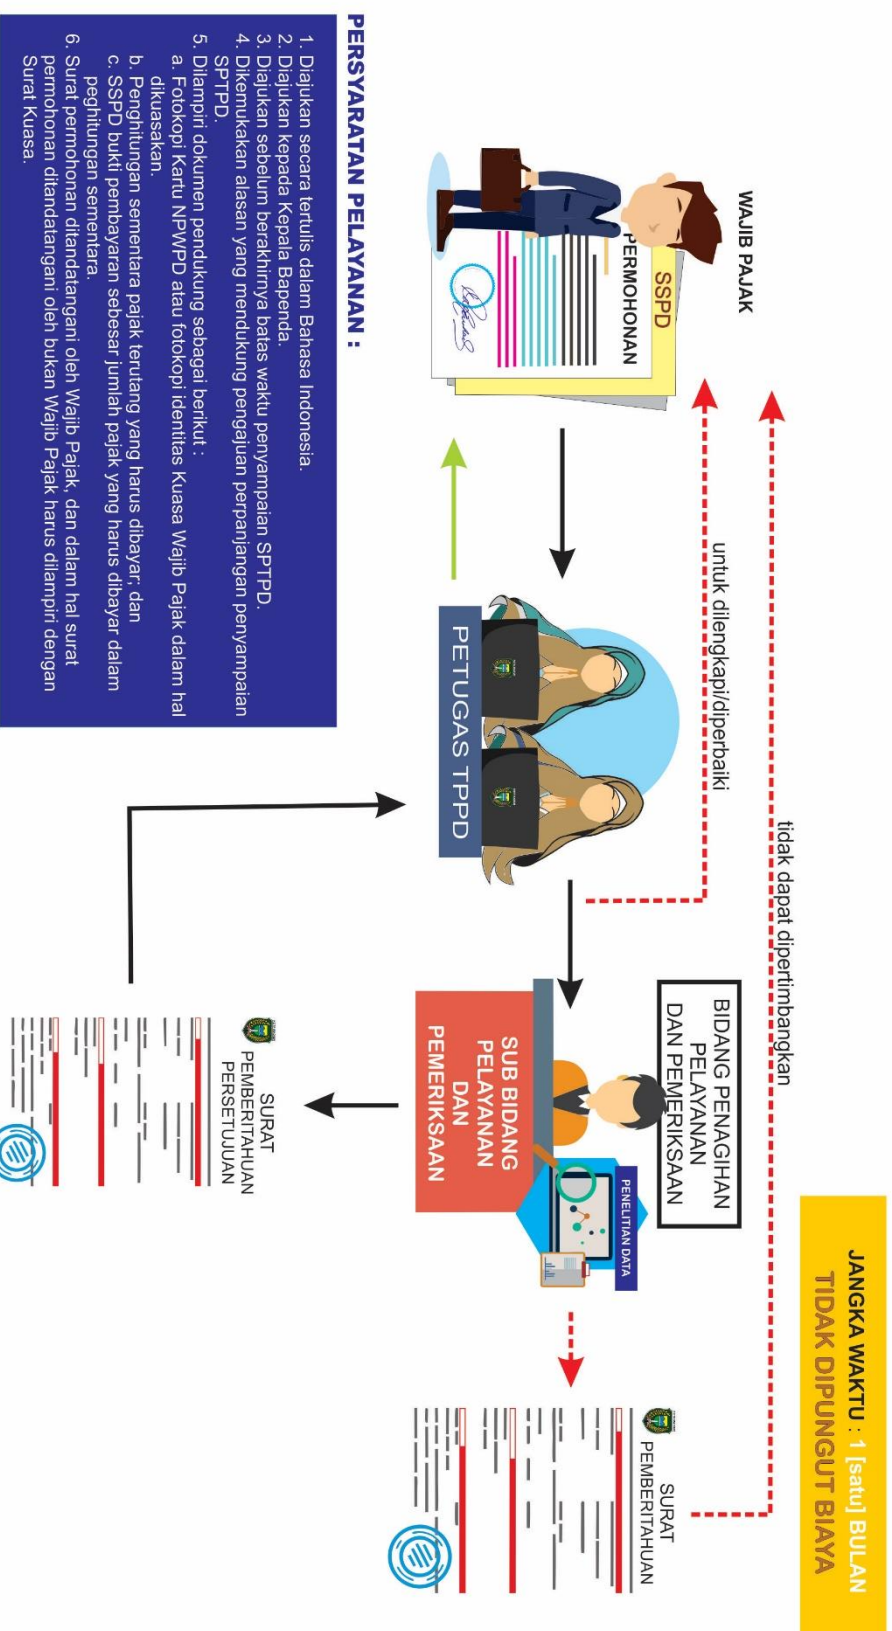 JANGKA WAKTU : 1 [satu] BULAN
TIDAK DIPUNGUT BIAYA
tidak dapat dipertimbangkan
untuk dilengkapi/diperbaiki
WAJIB PAJAK
SSPD
PERMOHONAN
PETUGAS TPPD
BIDANG PENAGIHAN
PELAYANAN
DAN PEMERIKSAAN
PENELITIAN DATA
SUB BIDANG
PELAYANAN
DAN
PEMERIKSAAN
SURAT
PEMBERITAHUAN
SURAT
PEMBERITAHUAN
PERSETUJUAN
PERSYARATAN PELAYANAN :
1. Diajukan secara tertulis dalam Bahasa Indonesia.
2. Diajukan kepada Kepala Bapenda.
3. Diajukan sebelum berakhirnya batas waktu penyampaian SPTPD.
4. Dikemukakan alasan yang mendukung pengajuan perpanjangan penyampaian
SPTPD.
5. Dilampiri dokumen pendukung sebagai berikut :
a. Fotokopi Kartu NPWPD atau fotokopi identitas Kuasa Wajib Pajak dalam hal
dikuasakan.
b. Penghitungan sementara pajak terutang yang harus dibayar; dan
c. SSPD bukti pembayaran sebesar jumlah pajak yang harus dibayar dalam
peghitungan sementara.
6. Surat permohonan ditandatangani oleh Wajib Pajak, dan dalam hal surat
permohonan ditandatangani oleh bukan Wajib Pajak harus dilampiri dengan
Surat Kuasa.